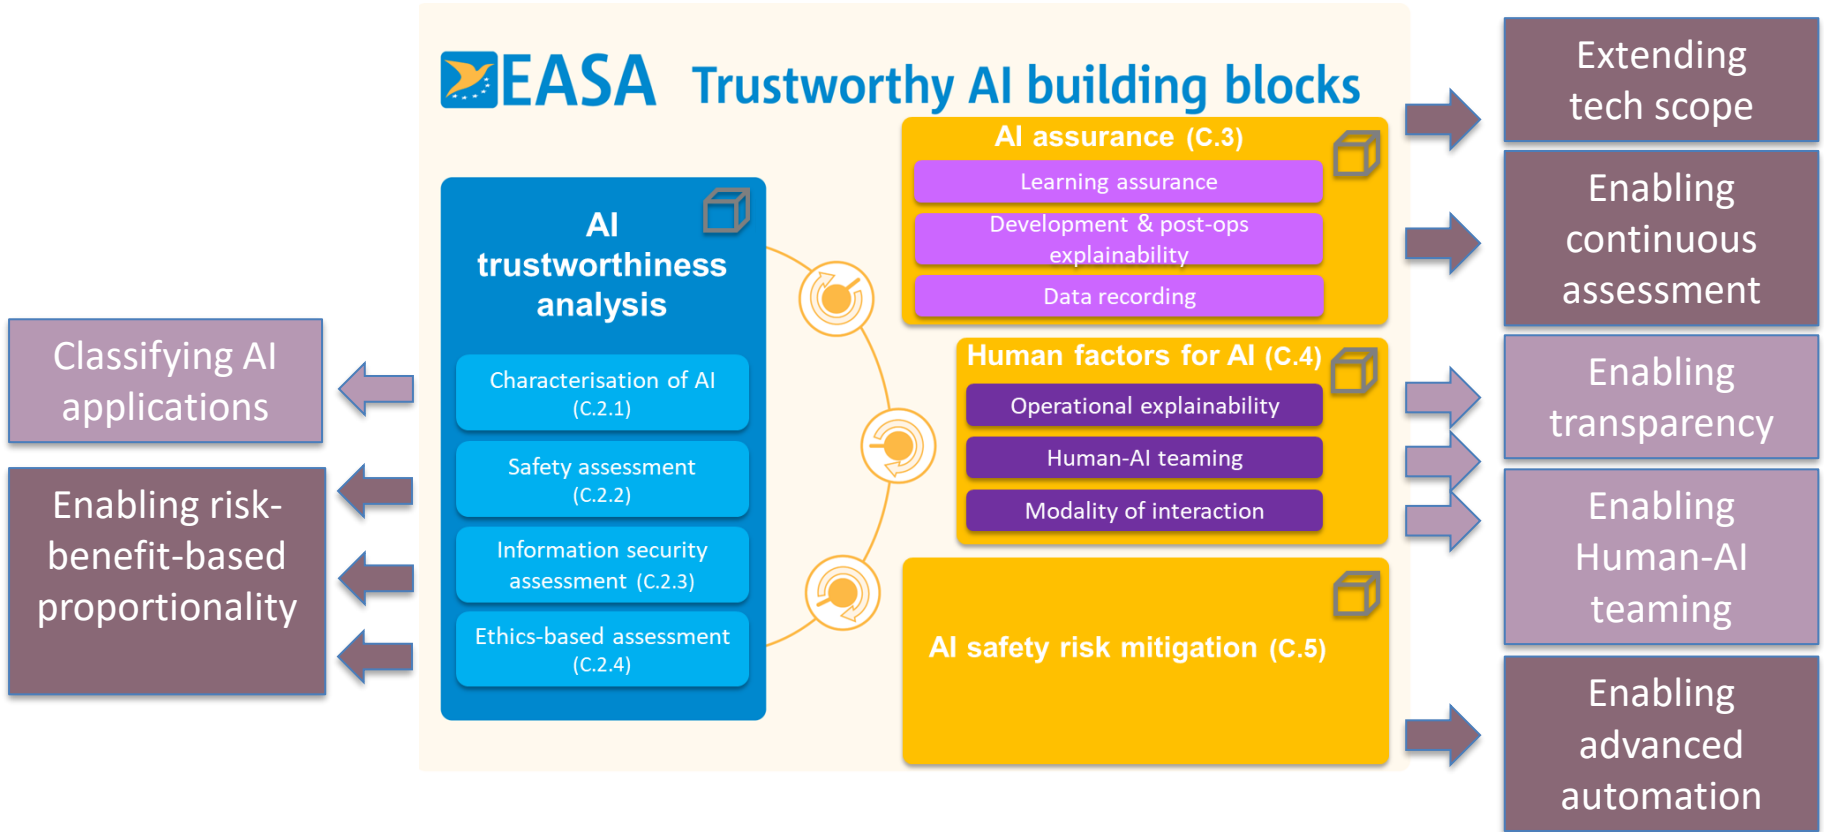 EASA Trustworthy AI building blocks
Classifying AI
applications
Enabling risk-
benefit-based
proportionality
AI
trustworthiness
analysis
Characterisation of AI
(C.2.1)
Safety assessment
(C.2.2)
Information security
assessment (C.2.3)
Ethics-based assessment
(C.2.4)
AI assurance (C.3)
Learning assurance
Development & post-ops
explainability
Data recording
Human factors for AI (C.4)
Operational explainability
Human-AI teaming
Modality of interaction
AI safety risk mitigation (C.5)
Extending
tech scope
Enabling
continuous
assessment
Enabling
transparency
Enabling
Human-AI
teaming
Enabling
advanced
automation